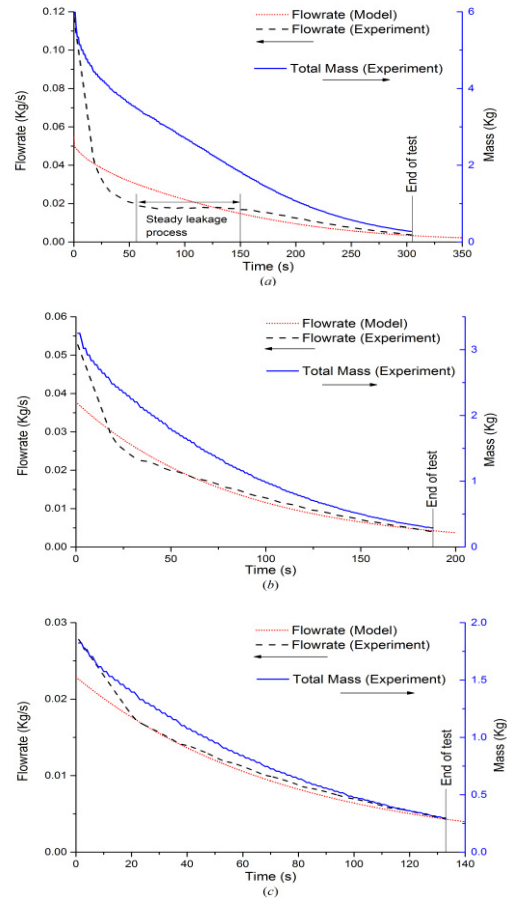 0.12
0.10
0.08
0.06
0.04
0.02
0.00
Flowrate (Kg/s)
Flowrate (Model)
Flowrate (Experiment)
Total Mass (Experiment)
Steady leakage
process
End of test
6
4
2
0
Mass (Kg)
0 50 100 150 200 250 300 350
Time (s)
(a)
0.06
0.05
0.04
0.03
0.02
0.01
0.00
Flowrate (Kg/s)
Flowrate (Model)
Flowrate (Experiment)
Total Mass (Experiment)
End of test
3
2
1
0
Mass (Kg)
0 50 100 150 200
Time (s)
(b)
0.03
0.02
0.01
0.00
Flowrate (Kg/s)
Flowrate (Model)
Flowrate (Experiment)
Total Mass (Experiment)
End of test
2.0
1.5
1.0
0.5
0.0
Mass (Kg)
0 20 40 60 80 100 120 140
Time (s)
(c)